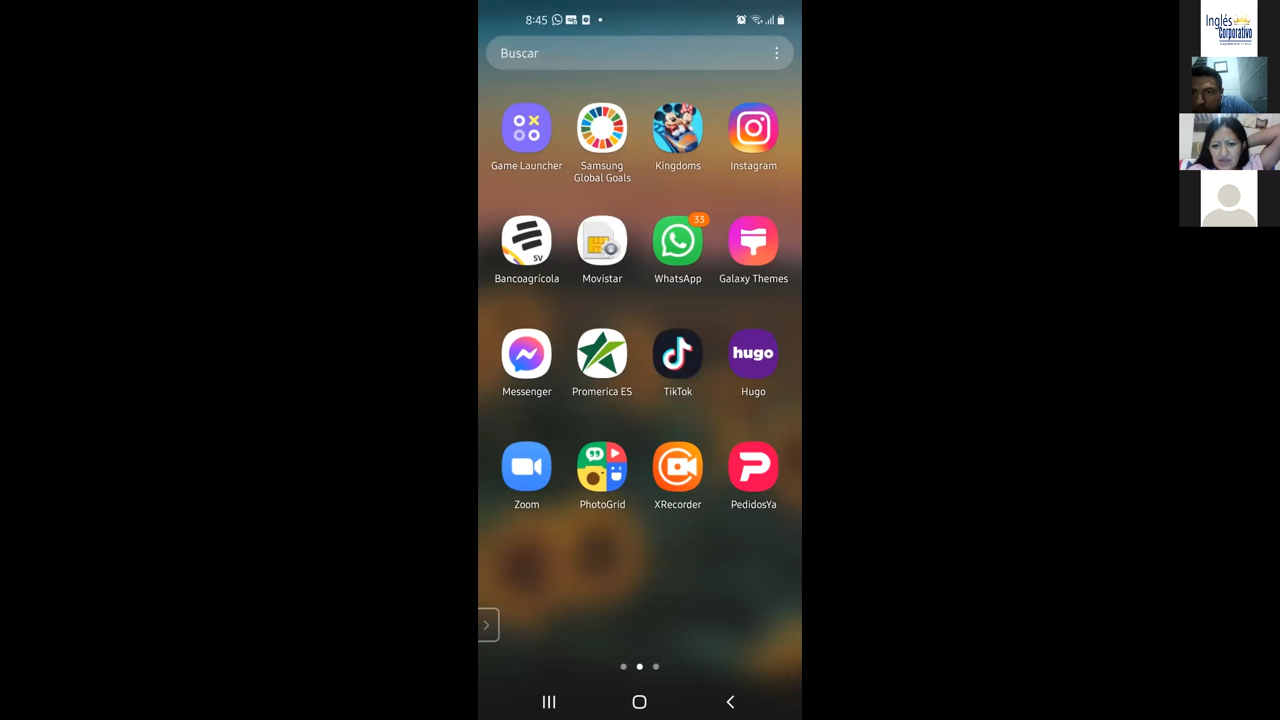 8:45
Buscar
Game Launcher
Samsung
Global Goals
Kingdoms
Instagram
SV
Bancoagrícola
Movistar
33
WhatsApp
Galaxy Themes
Messenger
Promerica ES
TikTok
hugo
Hugo
Zoom
PhotoGrid
XRecorder
PedidosYa
Inglés
Corporativo